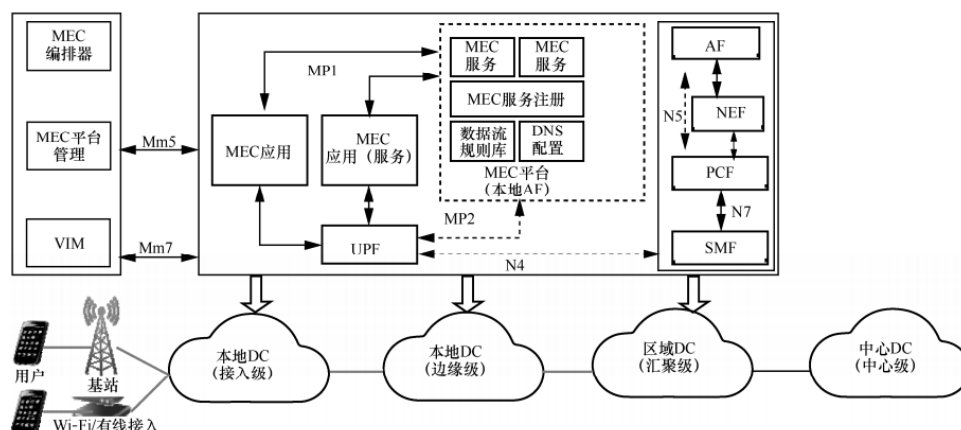 MEC
编排器
MEC平台
管理
VIM
Mm5
Mm7
MP1
MEC应用
MEC
应用（服务）
UPF
MEC
服务
MEC
服务
MEC服务注册
数据流
规则库
DNS
配置
MEC平台
（本地AF）
MP2
N4
AF
N5
NEF
PCF
N7
SMF
用户
基站
Wi-Fi/有线接入
本地DC
（接入级）
本地DC
（边缘级）
区域DC
（汇聚级）
中心DC
（中心级）